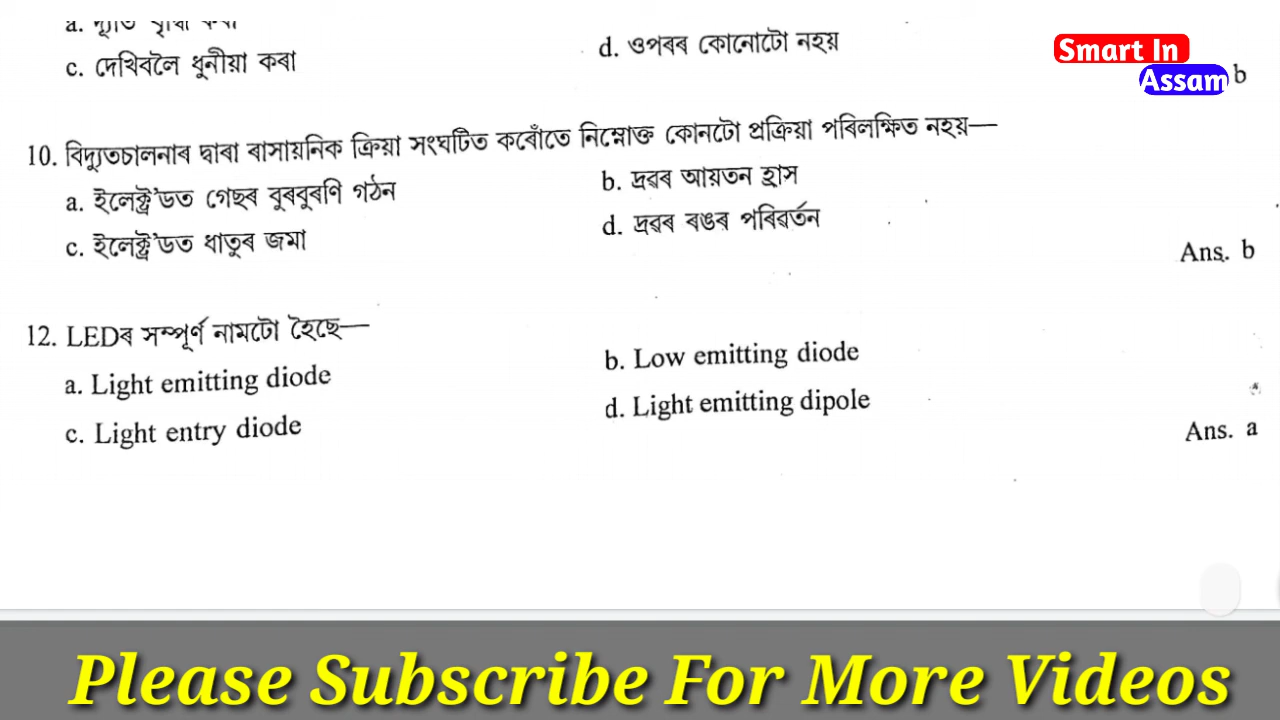 c. দেখিবলৈ ধুনীয়া কৰা
d. ওপৰৰ কোনোটো নহয়
Smart In
Assam
b
10. বিদ্যুতচালনাৰ দ্বাৰা ৰাসায়নিক ক্ৰিয়া সংঘটিত কৰোঁতে নিম্নোক্ত কোনটো প্ৰক্ৰিয়া পৰিলক্ষিত নহয়—
a. ইলেক্ট্ৰ'ডত গেছৰ বুৰবুৰণি গঠন
b. দ্ৰৱৰ আয়তন হ্ৰাস
c. ইলেক্ট্ৰ'ডত ধাতুৰ জমা
d. দ্ৰৱৰ ৰঙৰ পৰিৱৰ্তন
Ans. b
12. LEDৰ সম্পূৰ্ণ নামটো হৈছে—
a. Light emitting diode
b. Low emitting diode
c. Light entry diode
d. Light emitting dipole
Ans. a
Please Subscribe For More Videos